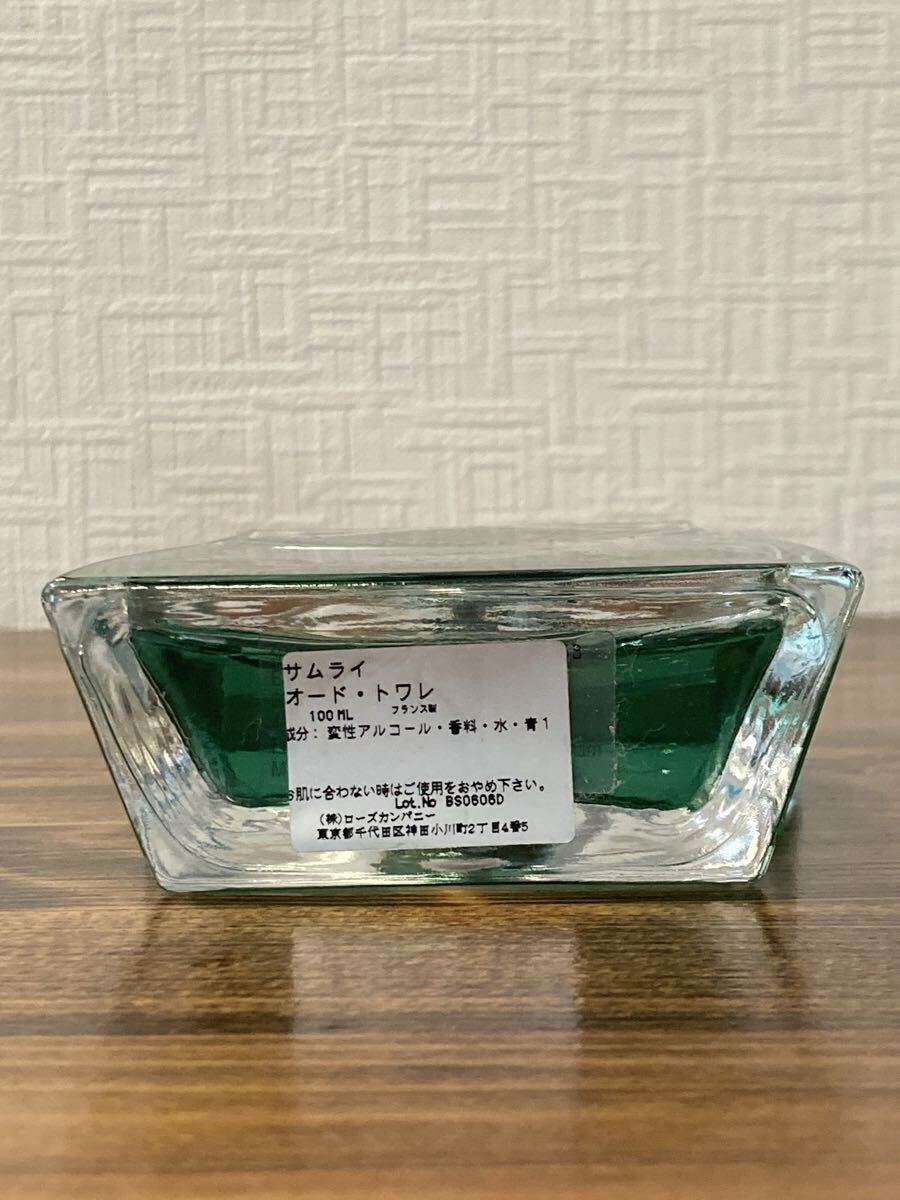 サムライ
オード・トワレ
100ML フランス製
成分:変性アルコール・香料・水・青1
お肌に合わない時はご使用をおやめ下さい。
Lot.No BS0606D
(株)ローズカンパニー
東京都千代田区神田小川町2丁目4番5